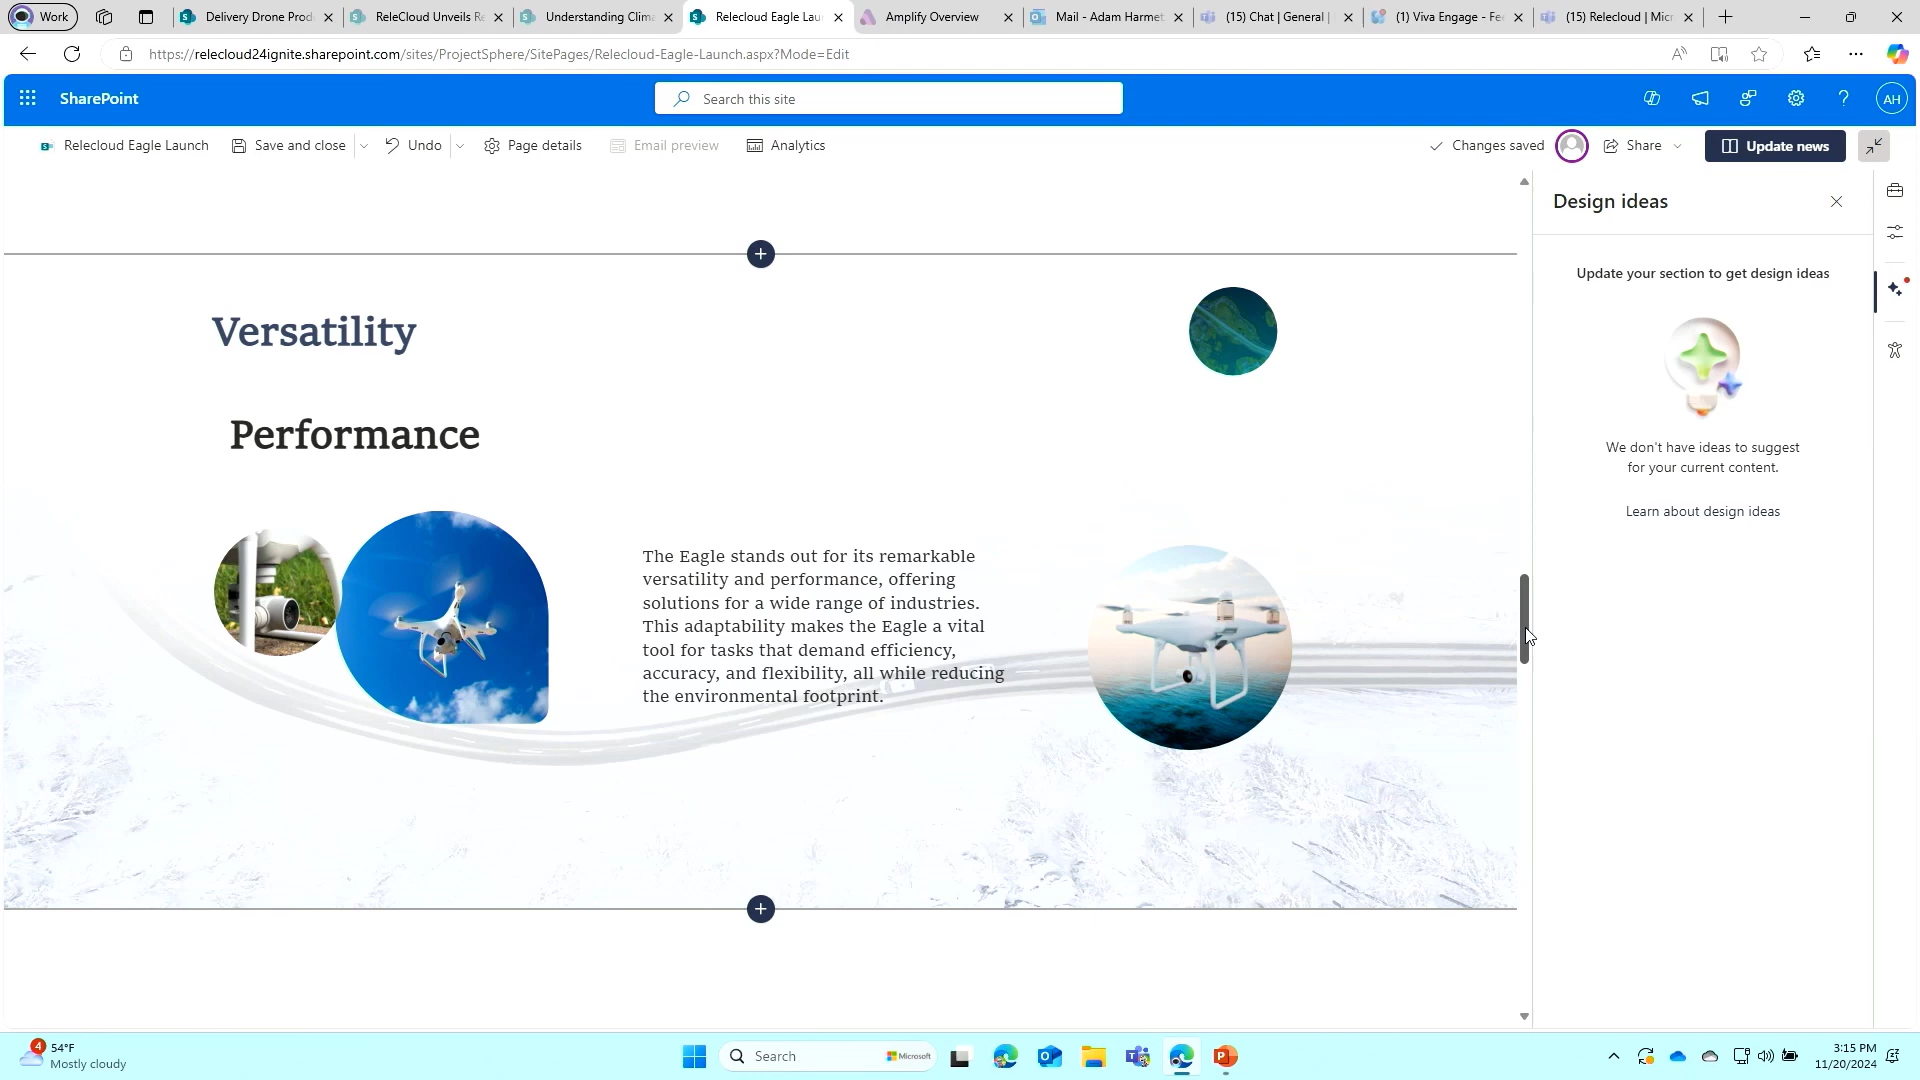 Work
Delivery Drone Prod
ReleCloud Unveils Re
Understanding Clima
Relecloud Eagle Lau
Amplify Overview
Mail - Adam Harmet
(15) Chat | General |
(1) Viva Engage - Fe
(15) Relecloud | Micr
https://relecloud24ignite.sharepoint.com/sites/ProjectSphere/SitePages/Relecloud-Eagle-Launch.aspx?Mode=Edit
SharePoint
Search this site
AH
Relecloud Eagle Launch
Save and close
Undo
Page details
Email preview
Analytics
Changes saved
Share
Update news
Design ideas
Update your section to get design ideas
We don't have ideas to suggest
for your current content.
Learn about design ideas
Versatility
Performance
The Eagle stands out for its remarkable
versatility and performance, offering
solutions for a wide range of industries.
This adaptability makes the Eagle a vital
tool for tasks that demand efficiency,
accuracy, and flexibility, all while reducing
the environmental footprint.
4
54°F
Mostly cloudy
Search
Microsoft
3:15 PM
11/20/2024